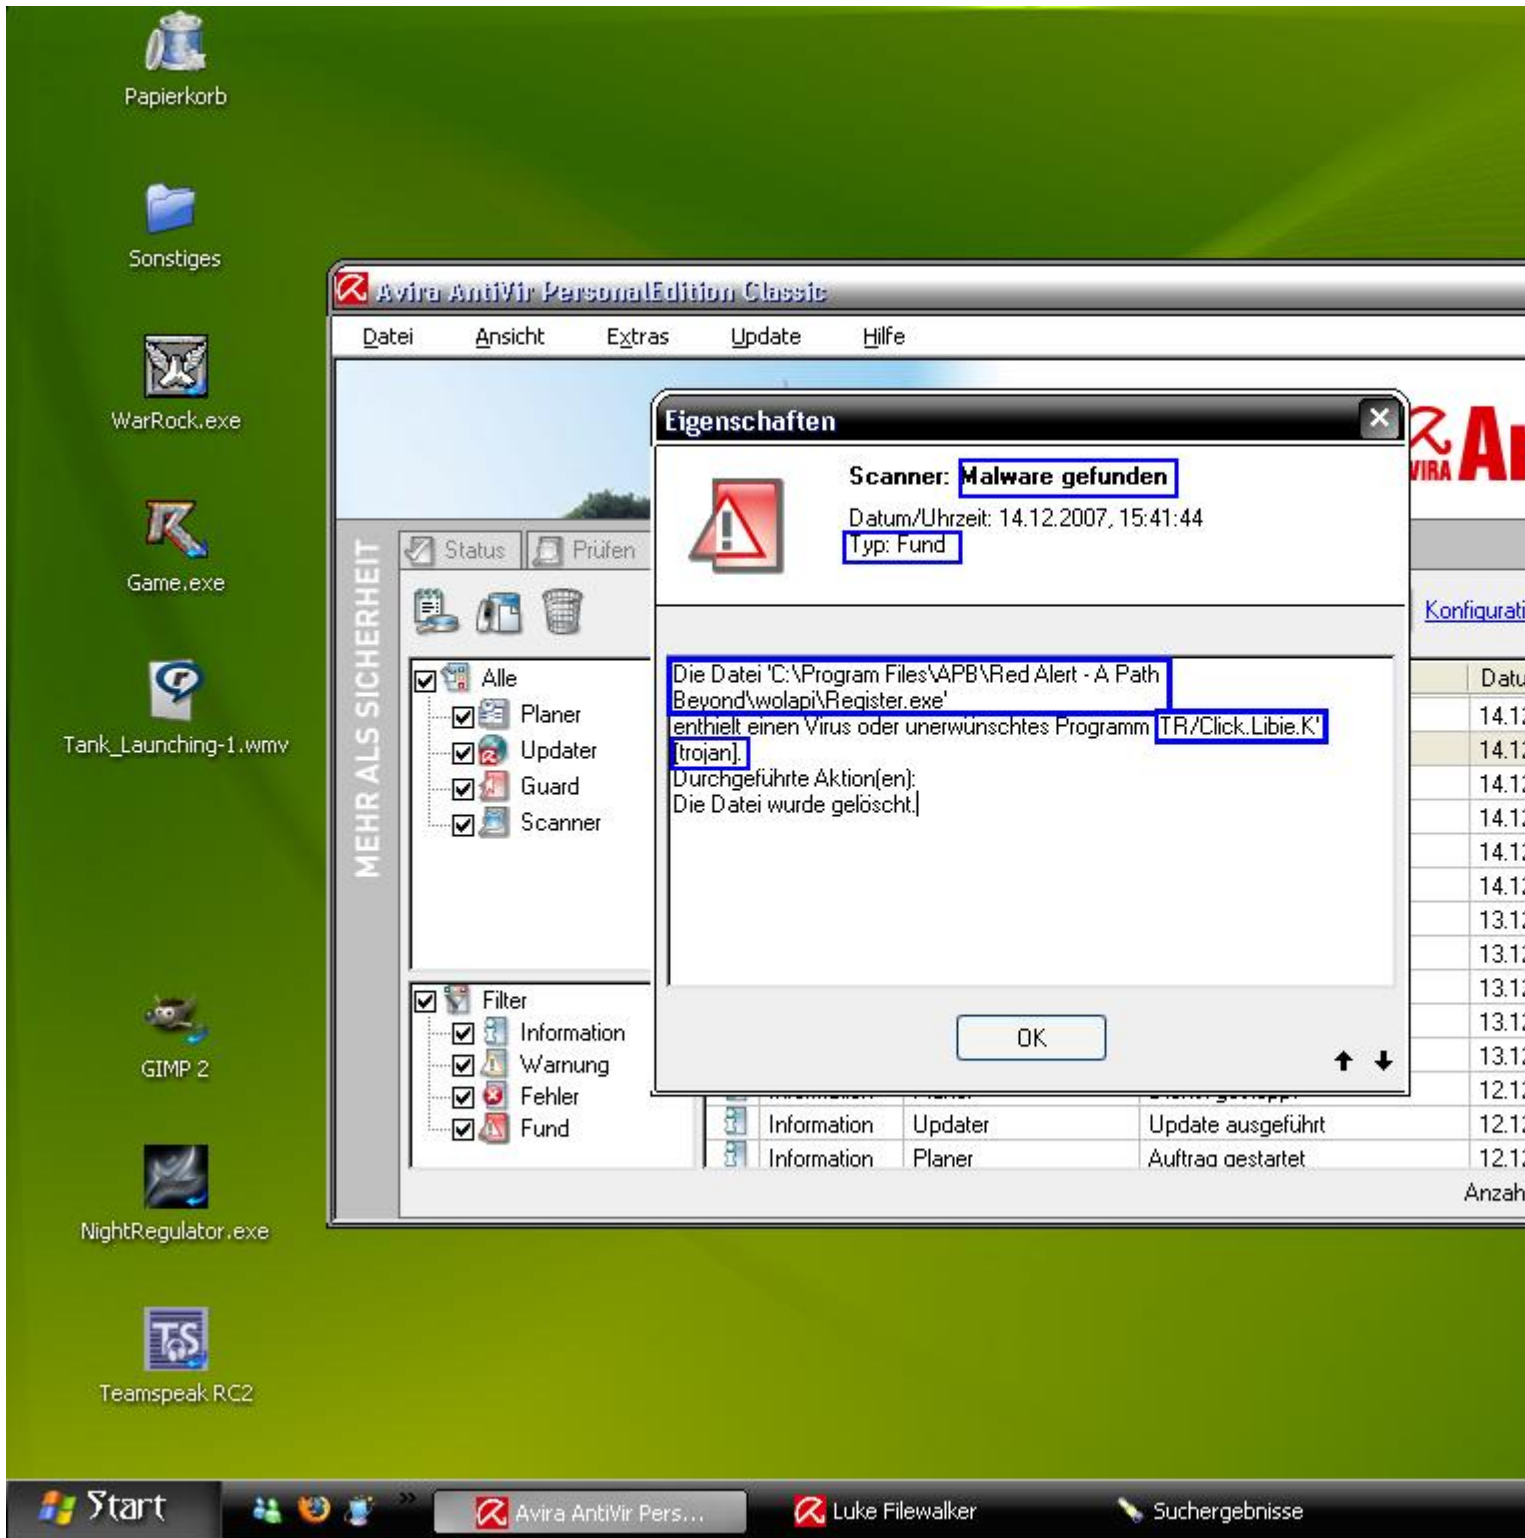 Papierkorb
Sonstiges
WarRock.exe
Game.exe
Tank_Launching-1.wmv
GIMP 2
NightRegulator.exe
Teamspeak RC2
Avira AntiVir PersonalEdition Classic
Datei Ansicht Extras Update Hilfe
AVIRA
MEHR ALS SICHERHEIT
Status Prüfen
Alle
Planer
Updater
Guard
Scanner
Filter
Information
Warnung
Fehler
Fund
Eigenschaften
Scanner: Malware gefunden
Datum/Uhrzeit: 14.12.2007, 15:41:44
Typ: Fund
Die Datei 'C:\Program Files\APB\Red Alert - A Path
Beyond\wolapi\Register.exe'
enthielt einen Virus oder unerwünschtes Programm TR/Click.Libie.K'
[trojan].
Durchgeführte Aktion(en):
Die Datei wurde gelöscht.
OK
Information Updater Update ausgeführt
Information Planer Auftrag gestartet
Start
Avira AntiVir Pers...
Luke Filewalker
Suchergebnisse